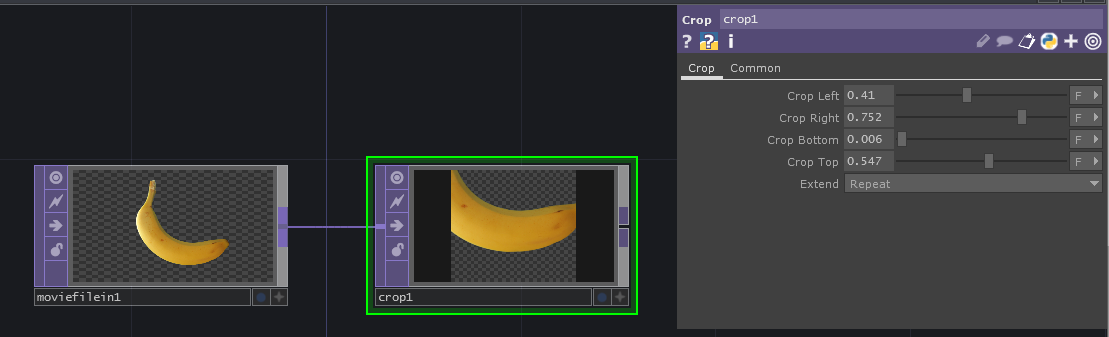 Crop crop1
? ? i
Crop Common
Crop Left 0.41 F
Crop Right 0.752 F
Crop Bottom 0.006 F
Crop Top 0.547 F
Extend Repeat
moviefilein1
crop1